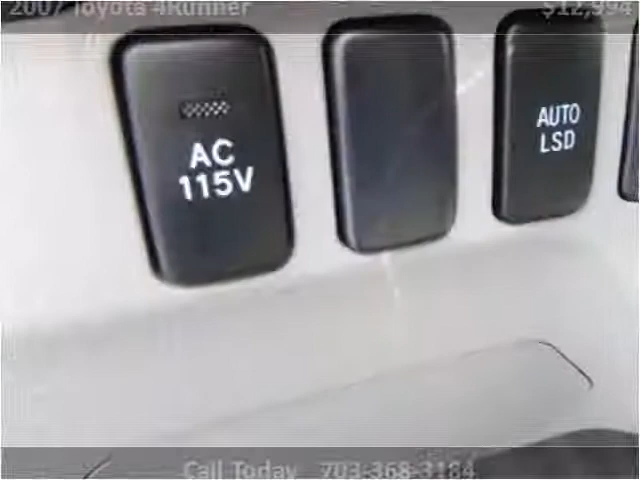 2007 Toyota 4Runner $12,994
AC
115V
AUTO
LSD
Call Today 703-368-3184